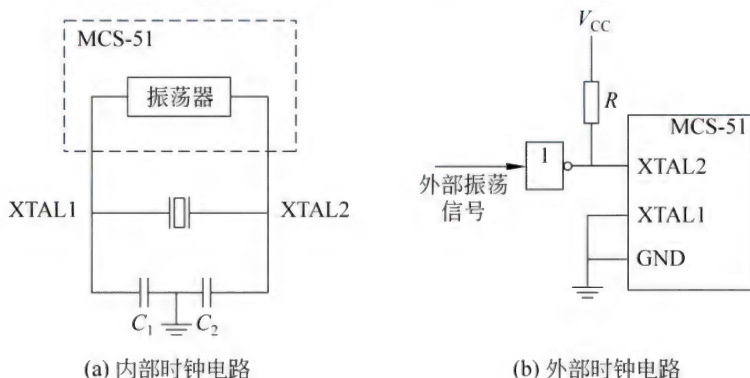 MCS-51
振荡器
XTAL1
XTAL2
C1
C2
(a) 内部时钟电路
VCC
R
MCS-51
1
外部振荡
信号
XTAL2
XTAL1
GND
(b) 外部时钟电路